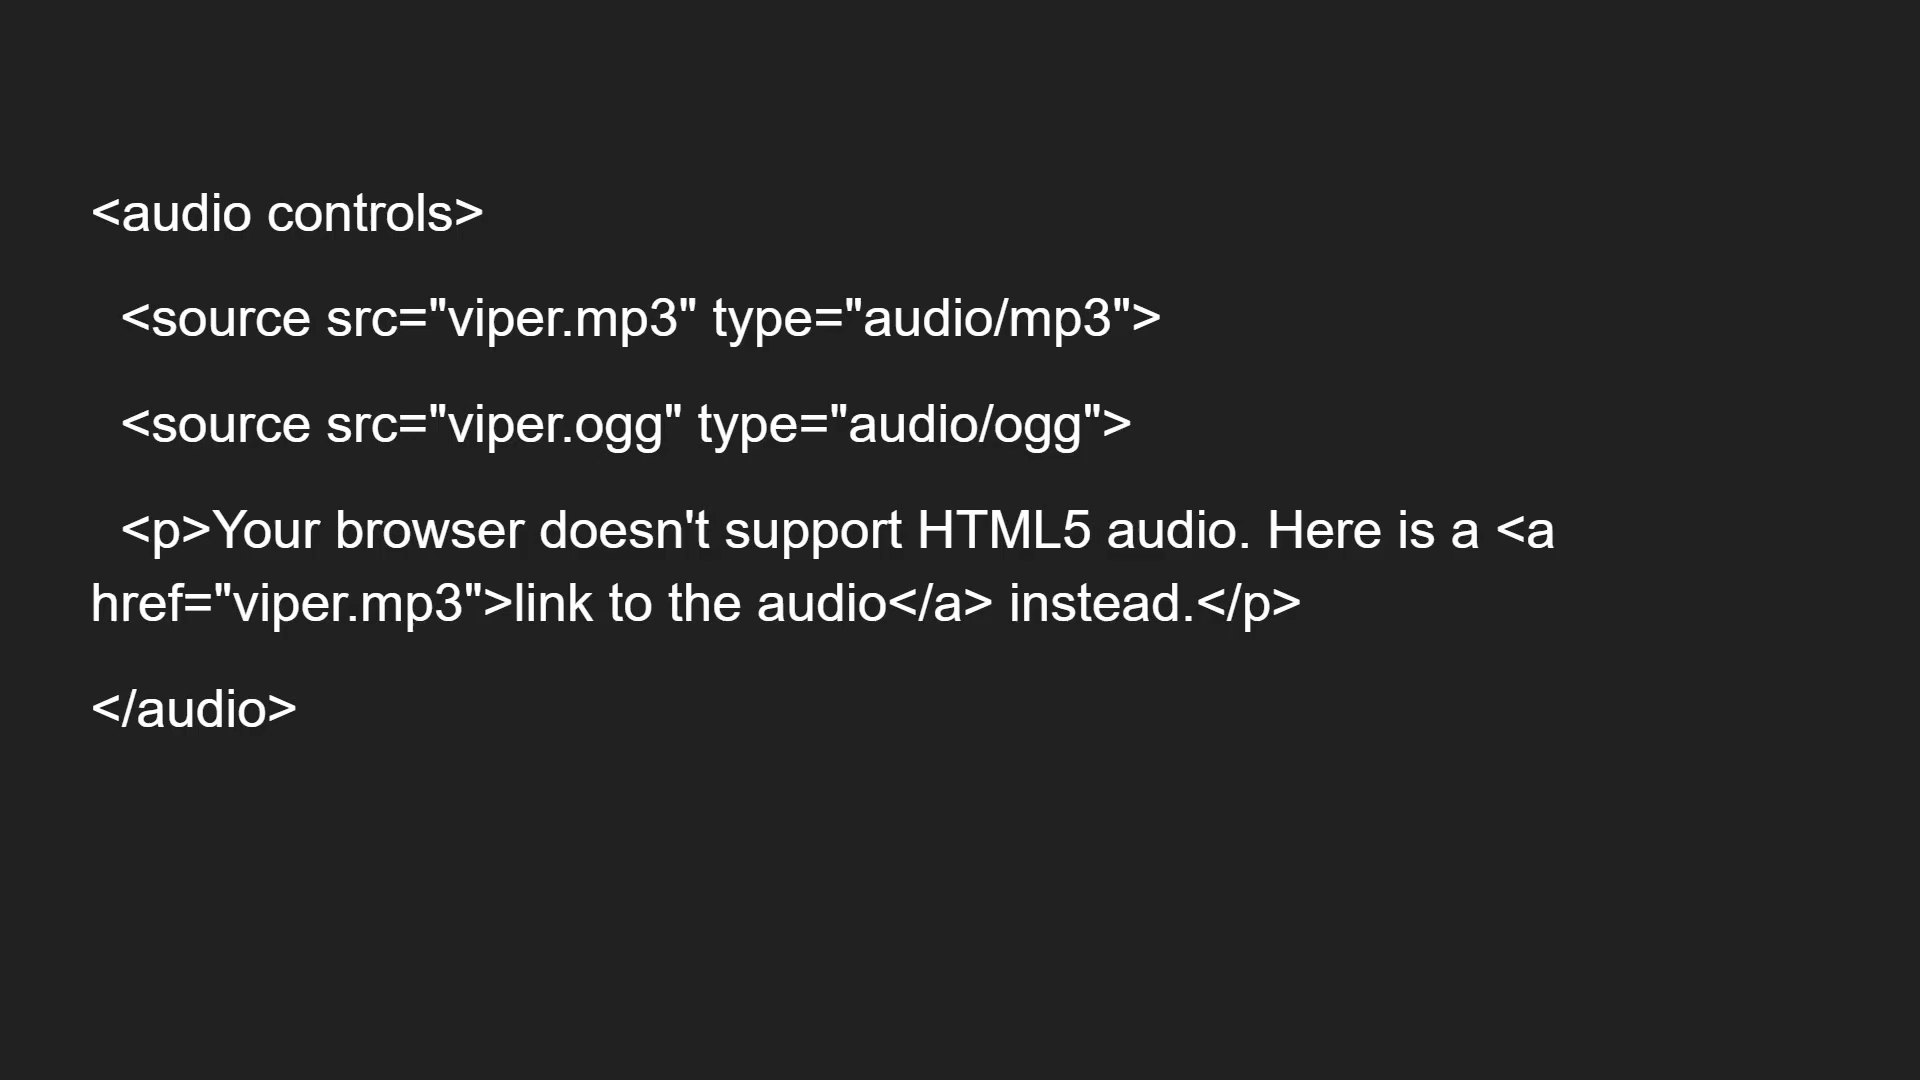 <audio controls>
<source src="viper.mp3" type="audio/mp3">
<source src="viper.ogg" type="audio/ogg">
<p>Your browser doesn't support HTML5 audio. Here is a <a
href="viper.mp3">link to the audio</a> instead.</p>
</audio>